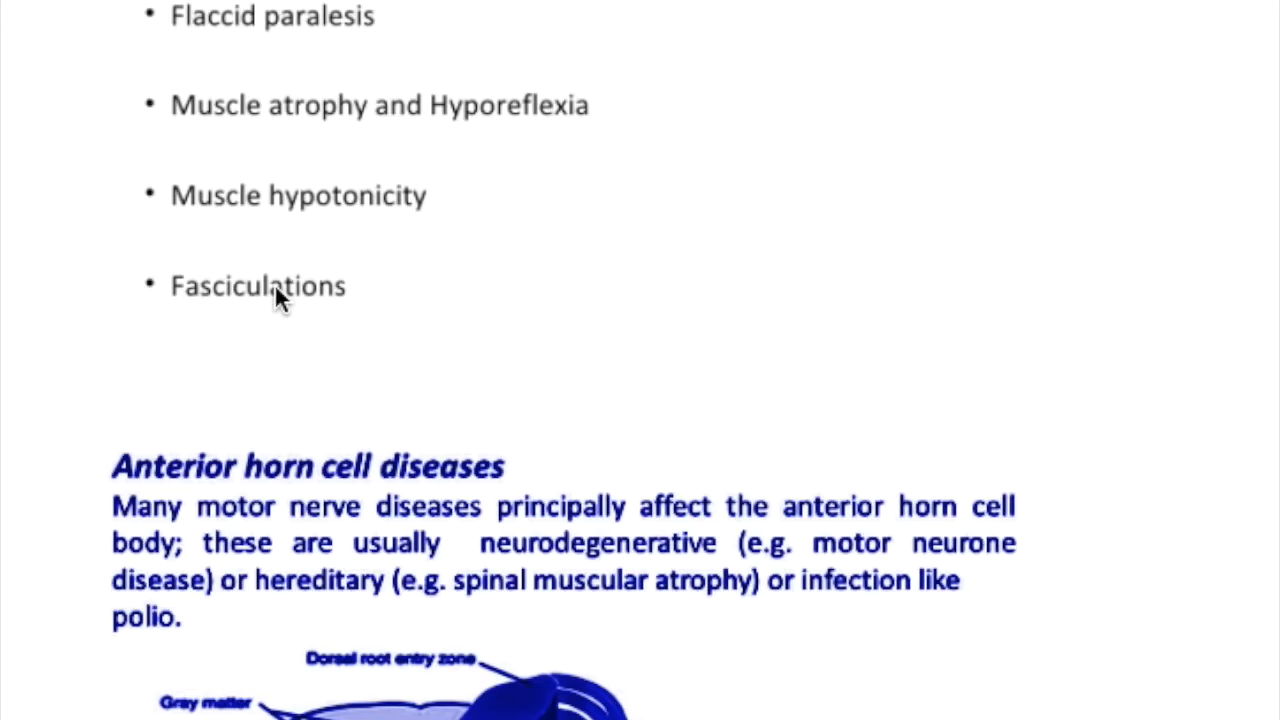 • Flaccid paralesis
• Muscle atrophy and Hyporeflexia
• Muscle hypotonicity
• Fasciculations
Anterior horn cell diseases
Many motor nerve diseases principally affect the anterior horn cell
body; these are usually neurodegenerative (e.g. motor neurone
disease) or hereditary (e.g. spinal muscular atrophy) or infection like
polio.
Dorsal root entry zone
Gray matter